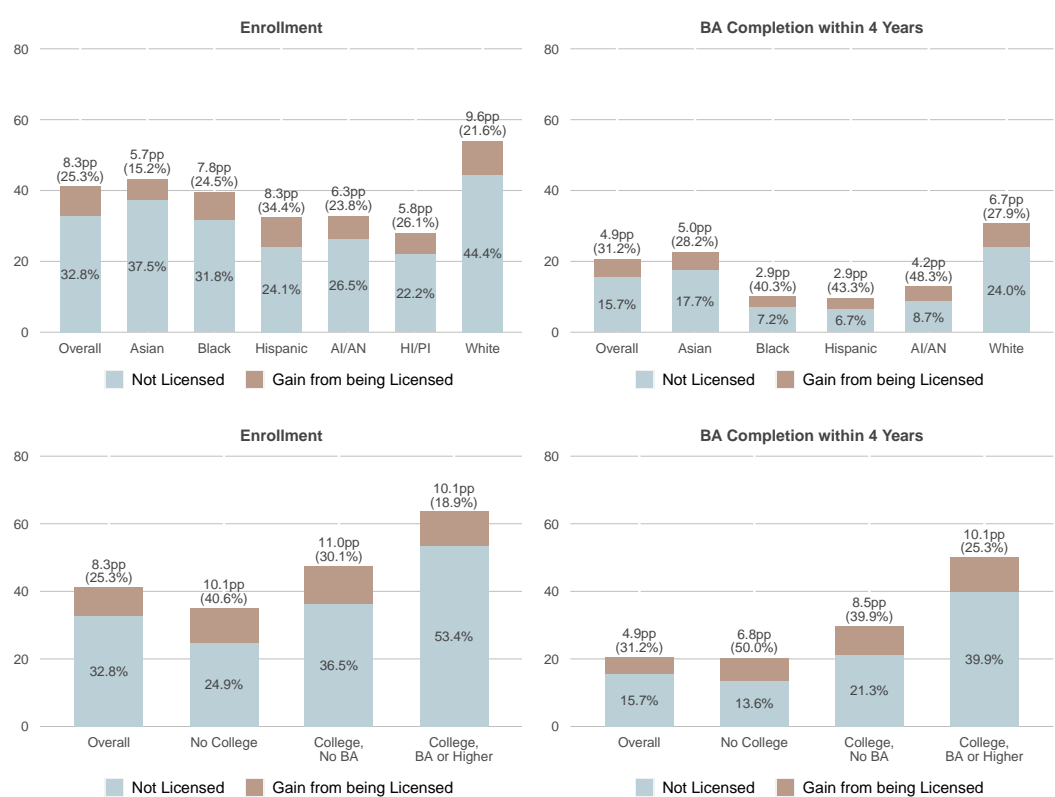 Enrollment
80
60
40
20
0
8.3pp
(25.3%)
5.7pp
(15.2%)
7.8pp
(24.5%)
8.3pp
(34.4%)
6.3pp
(23.8%)
5.8pp
(26.1%)
9.6pp
(21.6%)
32.8%
37.5%
31.8%
24.1%
26.5%
22.2%
44.4%
Overall
Asian
Black
Hispanic
AI/AN
HI/PI
White
Not Licensed
Gain from being Licensed
BA Completion within 4 Years
80
60
40
20
0
4.9pp
(31.2%)
5.0pp
(28.2%)
2.9pp
(40.3%)
2.9pp
(43.3%)
4.2pp
(48.3%)
6.7pp
(27.9%)
15.7%
17.7%
7.2%
6.7%
8.7%
24.0%
Overall
Asian
Black
Hispanic
AI/AN
White
Not Licensed
Gain from being Licensed
Enrollment
80
60
40
20
0
8.3pp
(25.3%)
10.1pp
(40.6%)
11.0pp
(30.1%)
10.1pp
(18.9%)
32.8%
24.9%
36.5%
53.4%
Overall
No College
College,
No BA
College,
BA or Higher
Not Licensed
Gain from being Licensed
BA Completion within 4 Years
80
60
40
20
0
4.9pp
(31.2%)
6.8pp
(50.0%)
8.5pp
(39.9%)
10.1pp
(25.3%)
15.7%
13.6%
21.3%
39.9%
Overall
No College
College,
No BA
College,
BA or Higher
Not Licensed
Gain from being Licensed